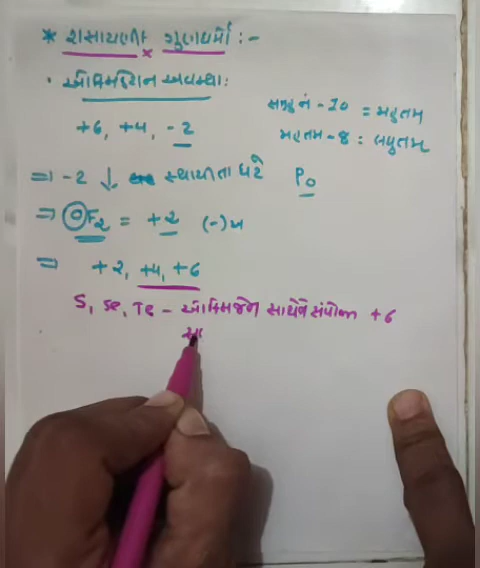 * રાસાયણીક ગુણધર્મો :-
• ઓક્સિડેશન અવસ્થા:
+6, +4, -2
સમૂહ નં - 10 = મહત્તમ
મહત્તમ - 8 = લઘુતમ
⇒ -2 ↓ સ્થાયીતા ઘટે
Po
⇒ OF2 = +2 (-)મ
⇒ +2, +4, +6
S, Se, Te - ઓક્સિજન સાથેને સંયોજન +6